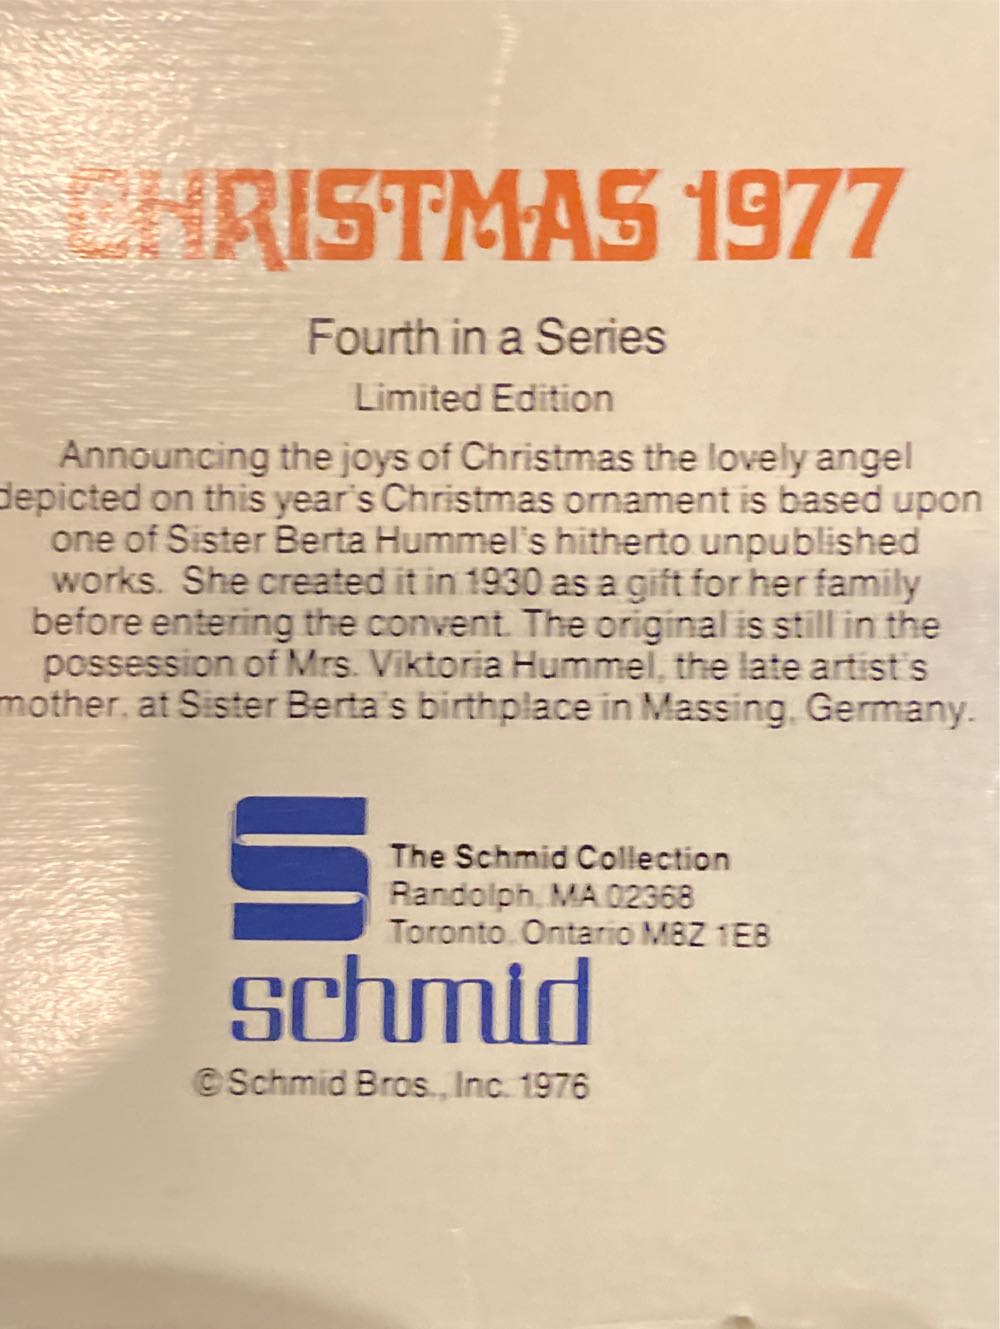 CHRISTMAS 1977
Fourth in a Series
Limited Edition
Announcing the joys of Christmas the lovely angel
depicted on this year's Christmas ornament is based upon
one of Sister Berta Hummel's hitherto unpublished
works. She created it in 1930 as a gift for her family
before entering the convent. The original is still in the
possession of Mrs. Viktoria Hummel, the late artist's
mother, at Sister Berta's birthplace in Massing, Germany.
The Schmid Collection
Randolph, MA 02368
Toronto, Ontario M8Z 1E8
schmid
© Schmid Bros., Inc. 1976